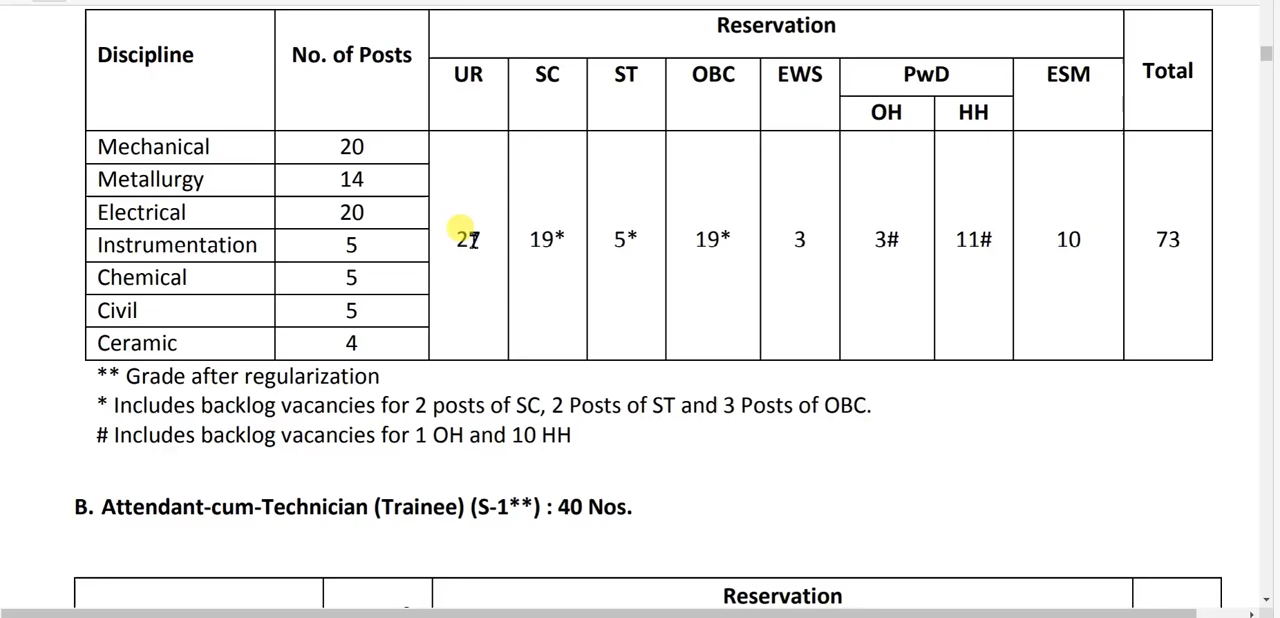 Discipline No. of Posts Reservation Total
UR SC ST OBC EWS PwD ESM
OH HH
Mechanical 20
Metallurgy 14
Electrical 20
27 19* 5* 19* 3 3# 11# 10 73
Instrumentation 5
Chemical 5
Civil 5
Ceramic 4
** Grade after regularization
* Includes backlog vacancies for 2 posts of SC, 2 Posts of ST and 3 Posts of OBC.
# Includes backlog vacancies for 1 OH and 10 HH
B. Attendant-cum-Technician (Trainee) (S-1**) : 40 Nos.
Reservation